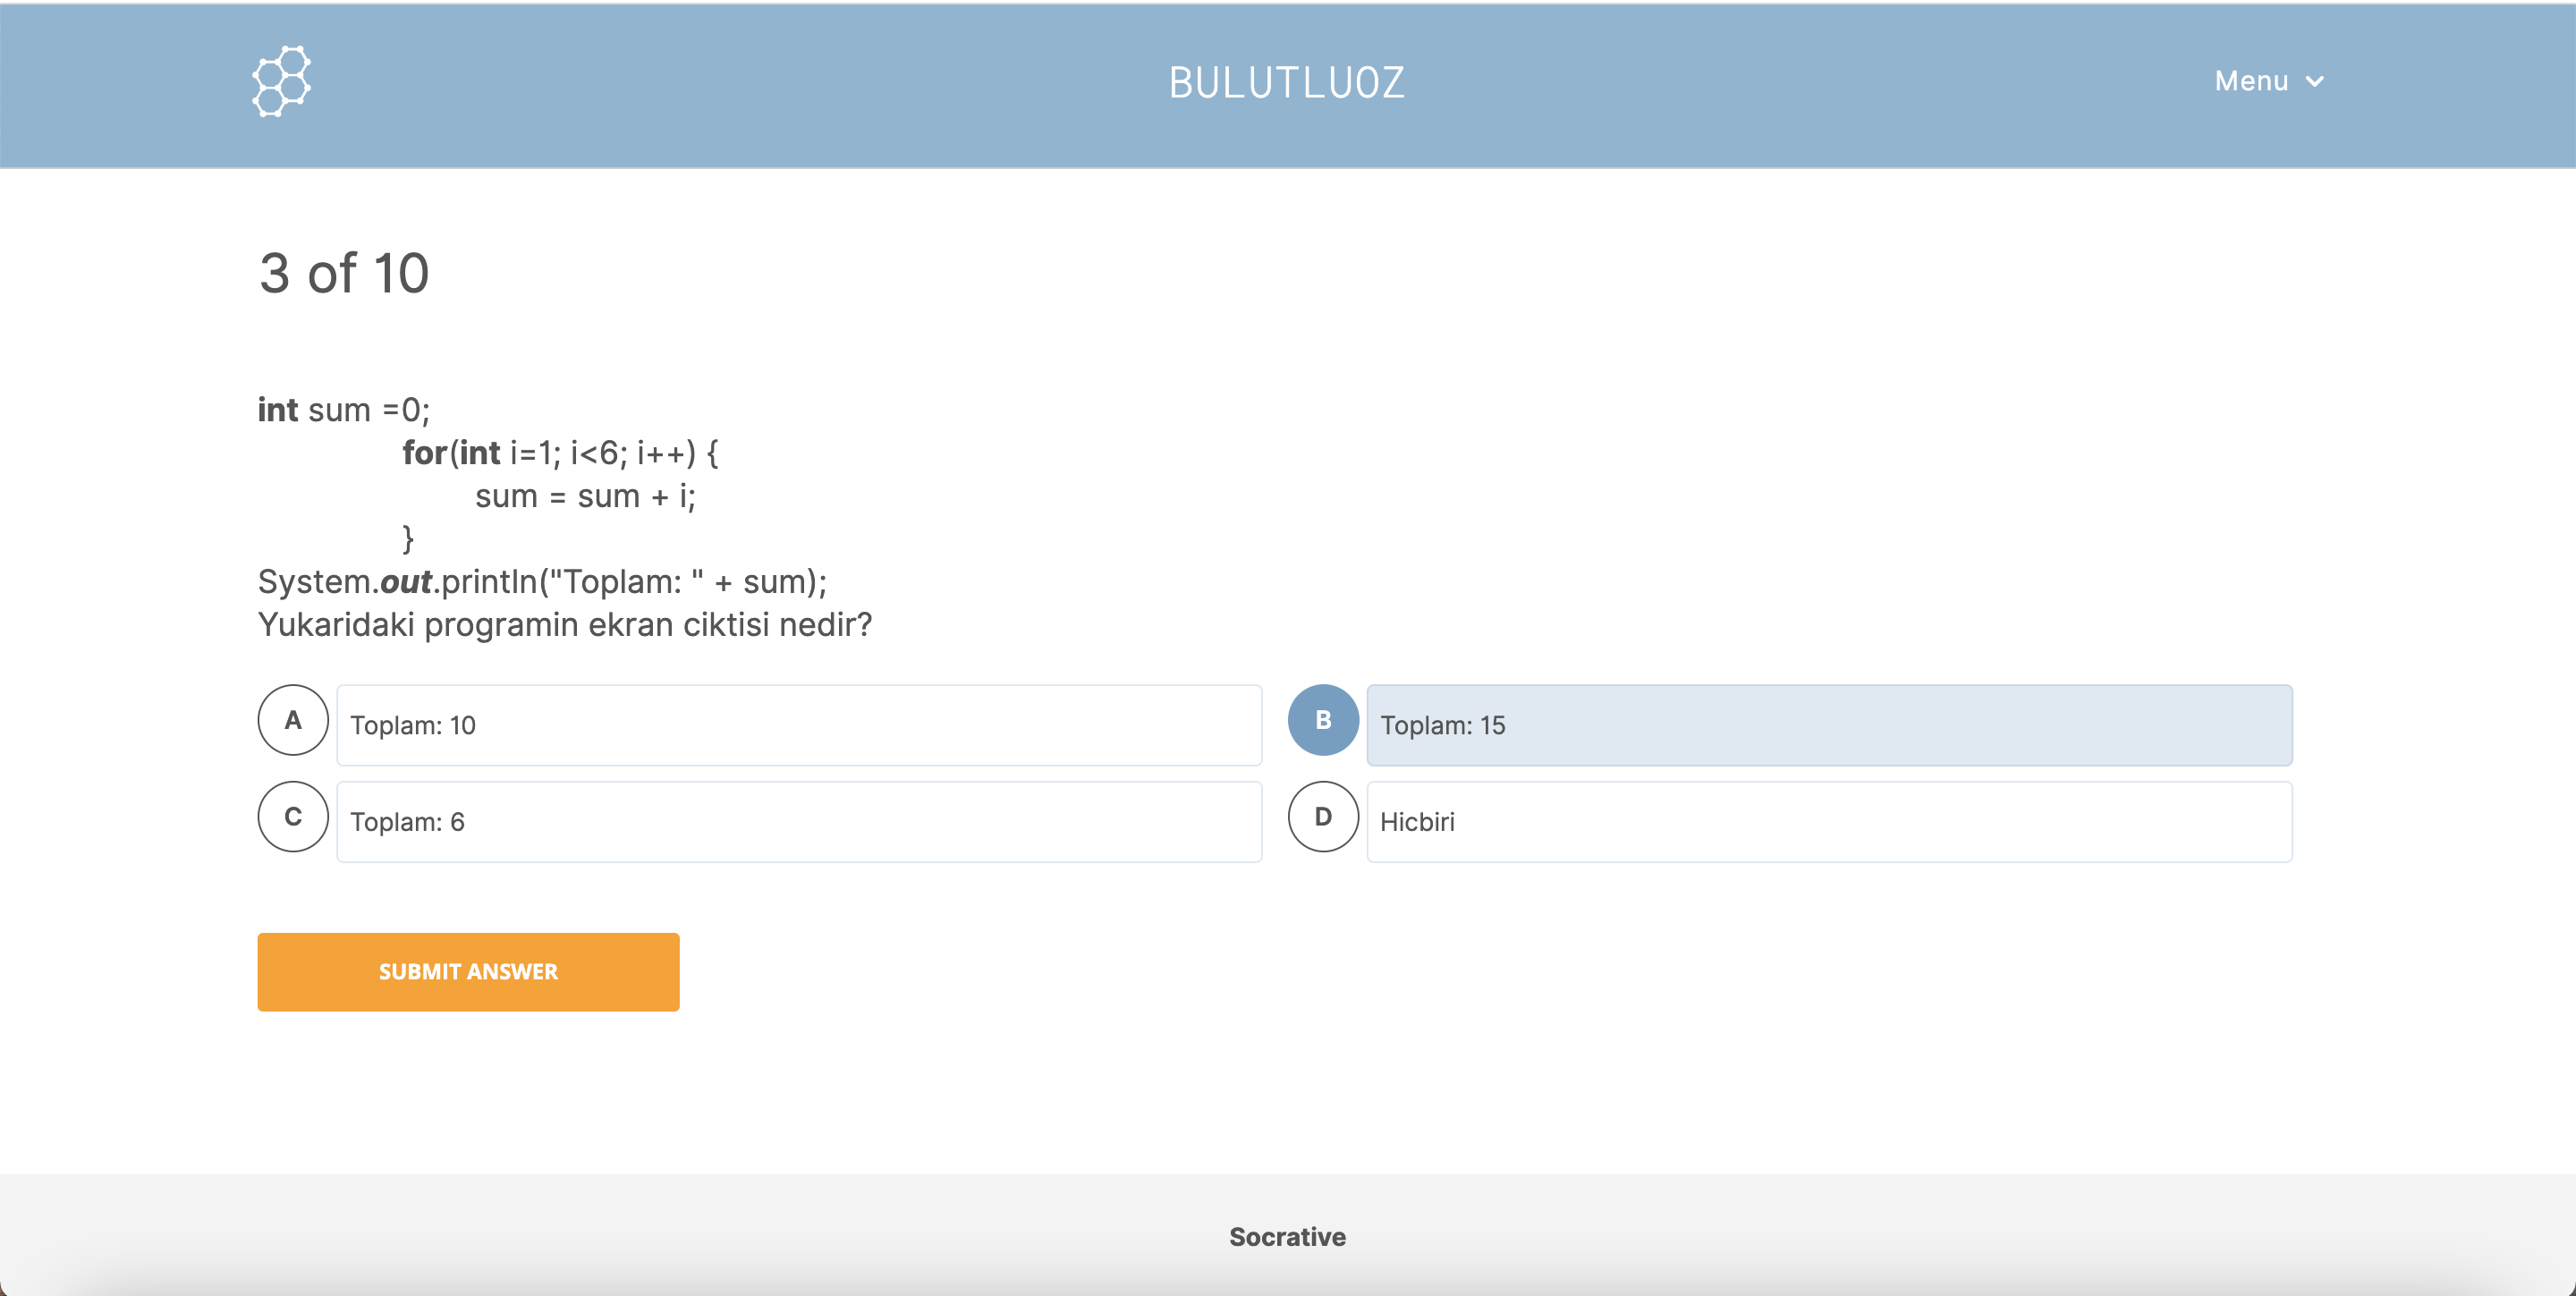 BULUTLUOZ
Menu
3 of 10
int sum =0;
for(int i=1; i<6; i++) {
sum = sum + i;
}
System.out.println("Toplam: " + sum);
Yukaridaki programin ekran ciktisi nedir?
A Toplam: 10
B Toplam: 15
C Toplam: 6
D Hicbiri
SUBMIT ANSWER
Socrative